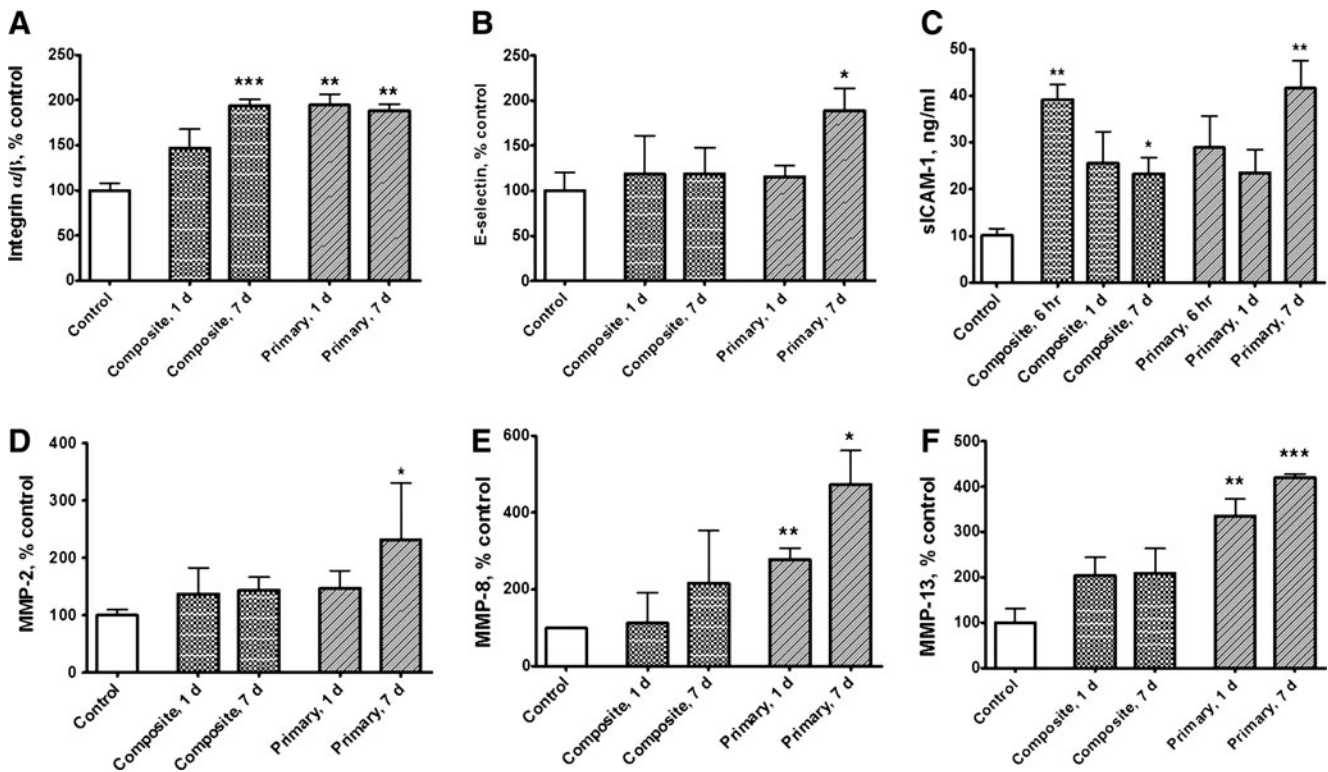 A
Integrin α/β, % control
250
200
150
100
50
0
***
**
**
Control
Composite, 1 d
Composite, 7 d
Primary, 1 d
Primary, 7 d
B
E-selectin, % control
250
200
150
100
50
0
*
Control
Composite, 1 d
Composite, 7 d
Primary, 1 d
Primary, 7 d
C
sICAM-1, ng/ml
50
40
30
20
10
0
**
*
**
Control
Composite, 6 hr
Composite, 1 d
Composite, 7 d
Primary, 6 hr
Primary, 1 d
Primary, 7 d
D
MMP-2, % control
400
300
200
100
0
*
Control
Composite, 1 d
Composite, 7 d
Primary, 1 d
Primary, 7 d
E
MMP-8, % control
600
400
200
0
**
*
Control
Composite, 1 d
Composite, 7 d
Primary, 1 d
Primary, 7 d
F
MMP-13, % control
500
400
300
200
100
0
**
***
Control
Composite, 1 d
Composite, 7 d
Primary, 1 d
Primary, 7 d